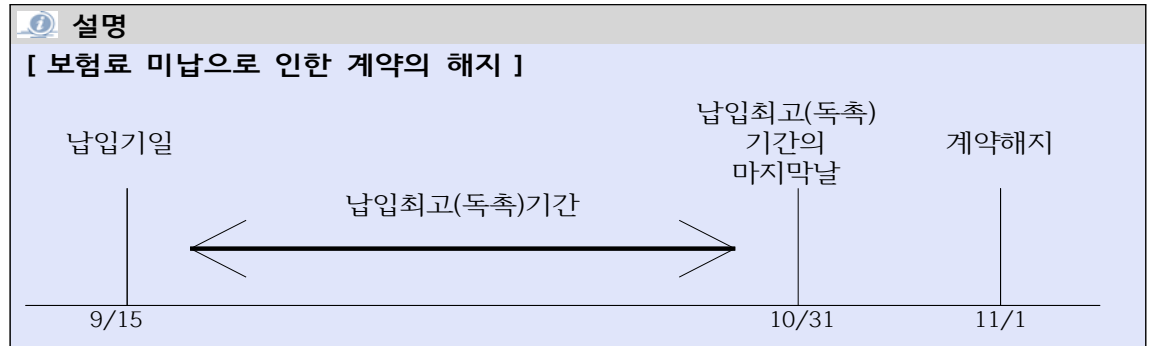 설명
[ 보험료 미납으로 인한 계약의 해지 ]
납입기일
납입최고(독촉)
기간의
마지막날
계약해지
납입최고(독촉)기간
9/15
10/31
11/1